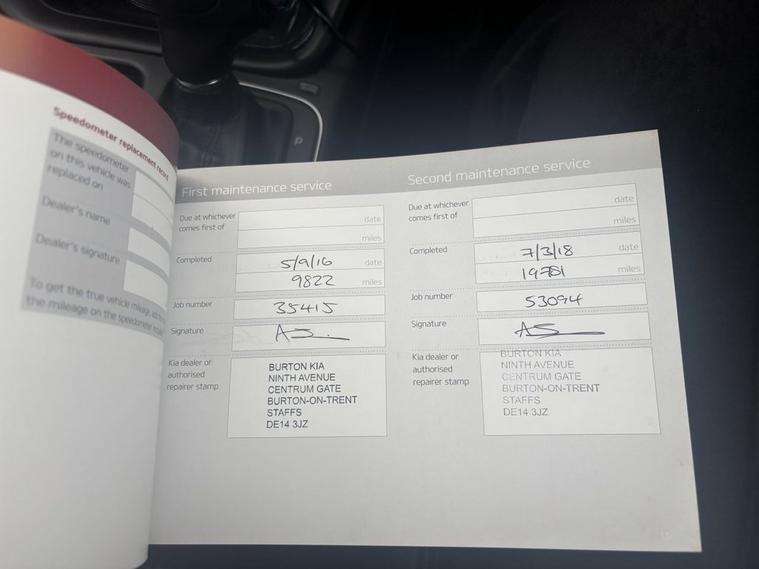 Speedometer replacement record
The speedometer
on this vehicle was
replaced on
Dealer's name
Dealer's signature
To get the true vehicle mileage,
the mileage on the speedometer
First maintenance service
Due at whichever
comes first of
date
miles
Completed
5/9/16 date
9822 miles
Job number
35415
Signature
Kia dealer or
authorised
repairer stamp
BURTON KIA
NINTH AVENUE
CENTRUM GATE
BURTON-ON-TRENT
STAFFS
DE14 3JZ
Second maintenance service
Due at whichever
comes first of
date
miles
Completed
7/3/18 date
19781 miles
Job number
53094
Signature
Kia dealer or
authorised
repairer stamp
BURTON KIA
NINTH AVENUE
CENTRUM GATE
BURTON-ON-TRENT
STAFFS
DE14 3JZ
P